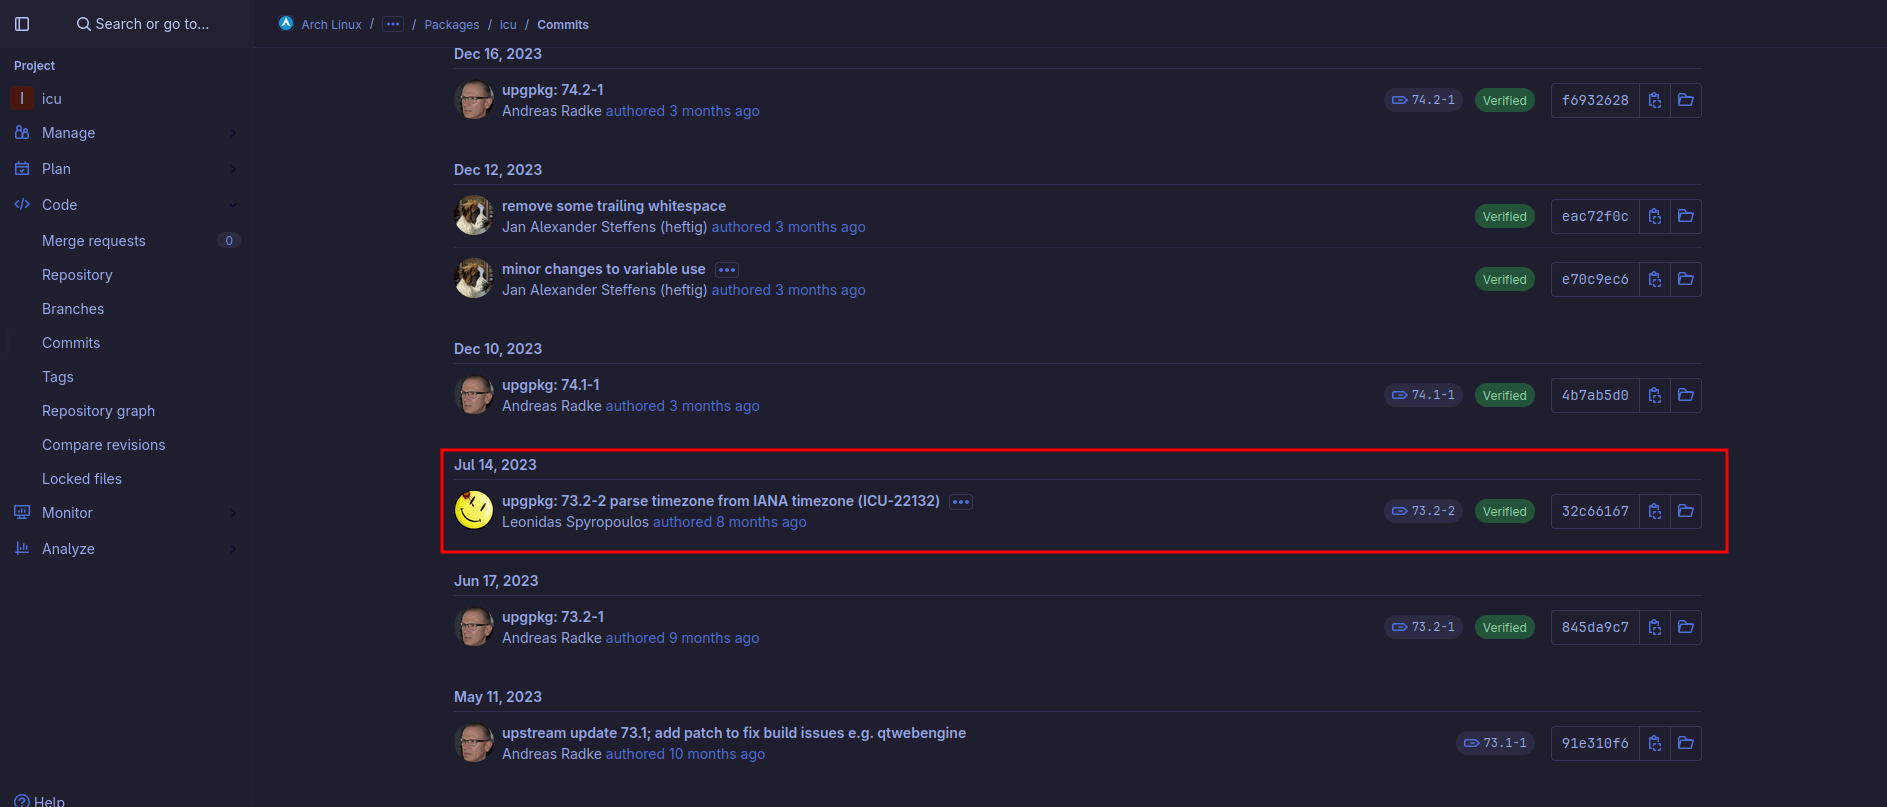 Search or go to...
Arch Linux / ••• / Packages / icu / Commits
Project
I icu
Manage
Plan
Code
Merge requests 0
Repository
Branches
Commits
Tags
Repository graph
Compare revisions
Locked files
Monitor
Analyze
Help
Dec 16, 2023
upgpkg: 74.2-1
Andreas Radke authored 3 months ago
74.2-1 Verified f6932628
Dec 12, 2023
remove some trailing whitespace
Jan Alexander Steffens (heftig) authored 3 months ago
Verified eac72f0c
minor changes to variable use •••
Jan Alexander Steffens (heftig) authored 3 months ago
Verified e70c9ec6
Dec 10, 2023
upgpkg: 74.1-1
Andreas Radke authored 3 months ago
74.1-1 Verified 4b7ab5d0
Jul 14, 2023
upgpkg: 73.2-2 parse timezone from IANA timezone (ICU-22132) •••
Leonidas Spyropoulos authored 8 months ago
73.2-2 Verified 32c66167
Jun 17, 2023
upgpkg: 73.2-1
Andreas Radke authored 9 months ago
73.2-1 Verified 845da9c7
May 11, 2023
upstream update 73.1; add patch to fix build issues e.g. qtwebengine
Andreas Radke authored 10 months ago
73.1-1 91e310f6